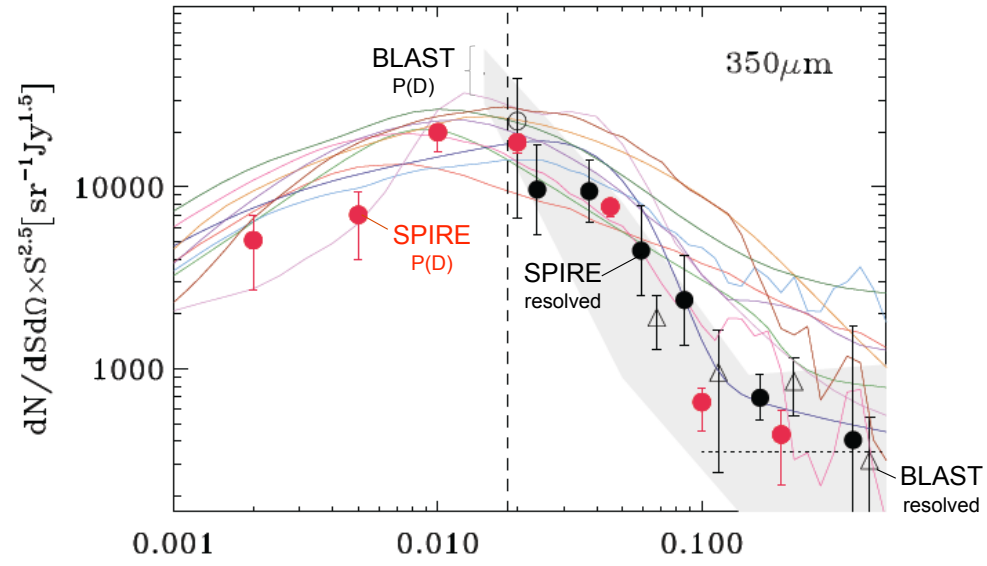 BLAST
P(D)
350μm
dN/dSdΩ×S^2.5[sr^-1Jy^1.5]
10000
SPIRE
P(D)
SPIRE
resolved
1000
BLAST
resolved
0.001 0.010 0.100